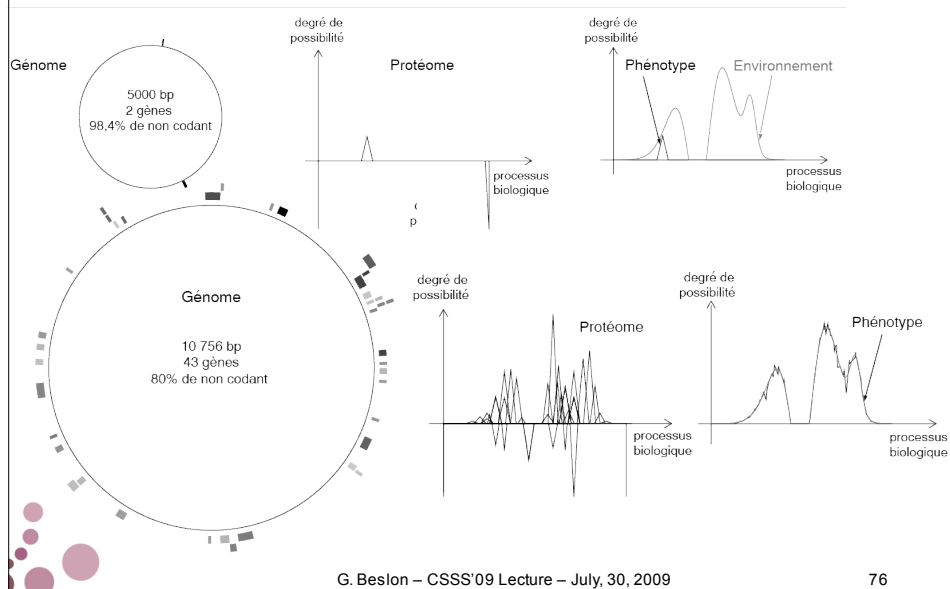 Génome
5000 bp
2 gènes
98,4% de non codant
degré de
possibilité
Protéome
processus
biologique
degré de
possibilité
Phénotype
Environnement
processus
biologique
Génome
10 756 bp
43 gènes
80% de non codant
degré de
possibilité
Protéome
processus
biologique
degré de
possibilité
Phénotype
processus
biologique
G. Beslon – CSSS'09 Lecture – July, 30, 2009
76